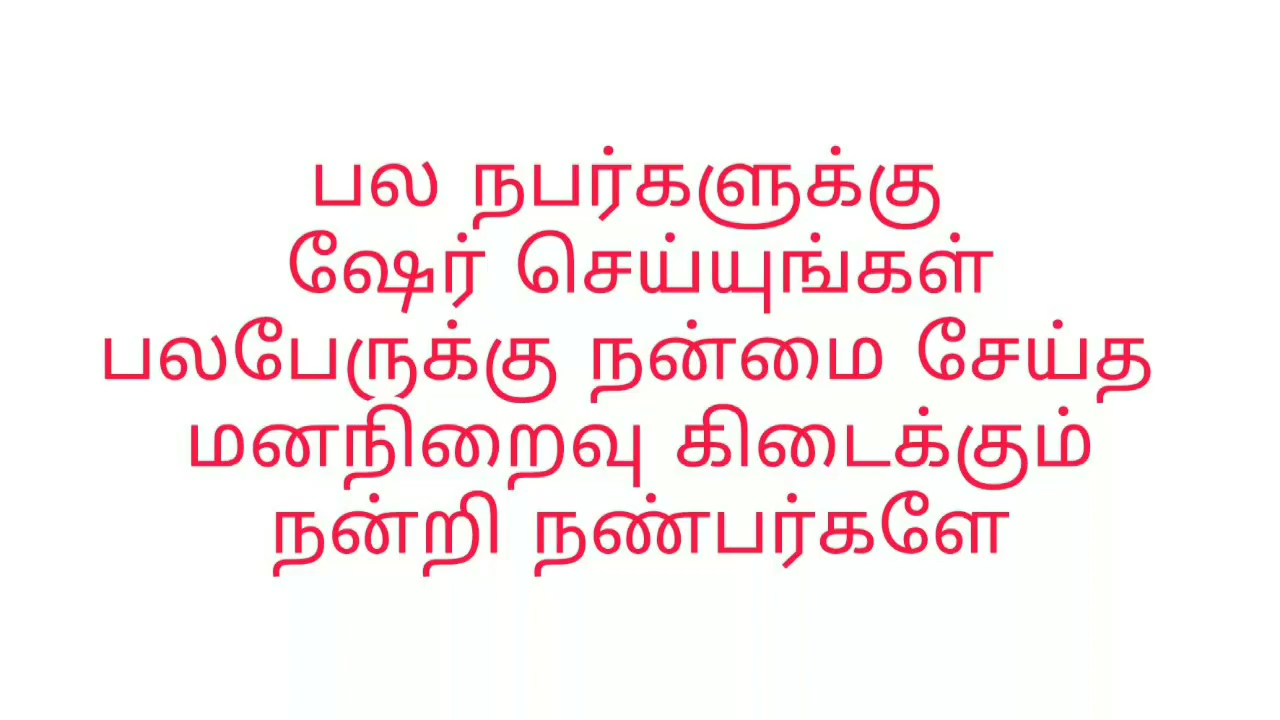 பல நபர்களுக்கு
ஷேர் செய்யுங்கள்
பலபேருக்கு நன்மை சேய்த
மனநிறைவு கிடைக்கும்
நன்றி நண்பர்களே